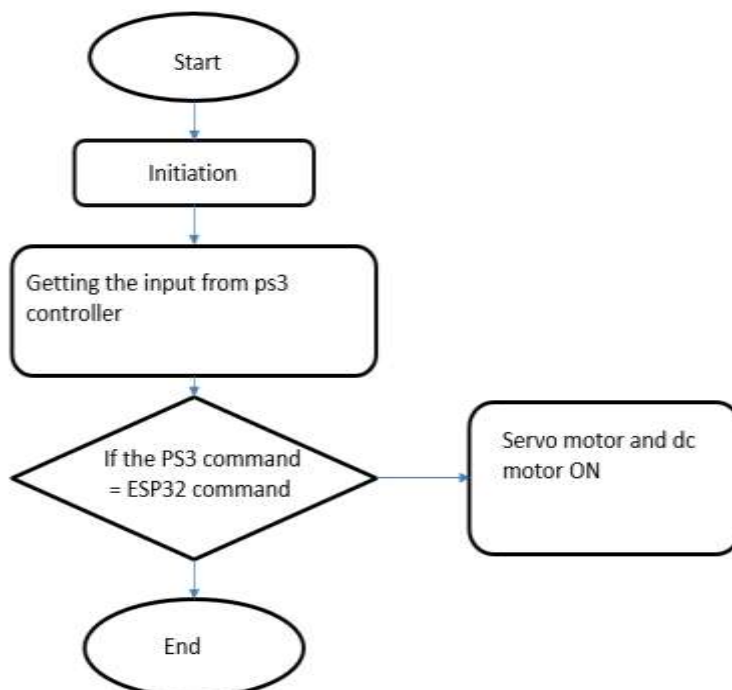 Start
Initiation
Getting the input from ps3
controller
If the PS3 command
= ESP32 command
Servo motor and dc
motor ON
End